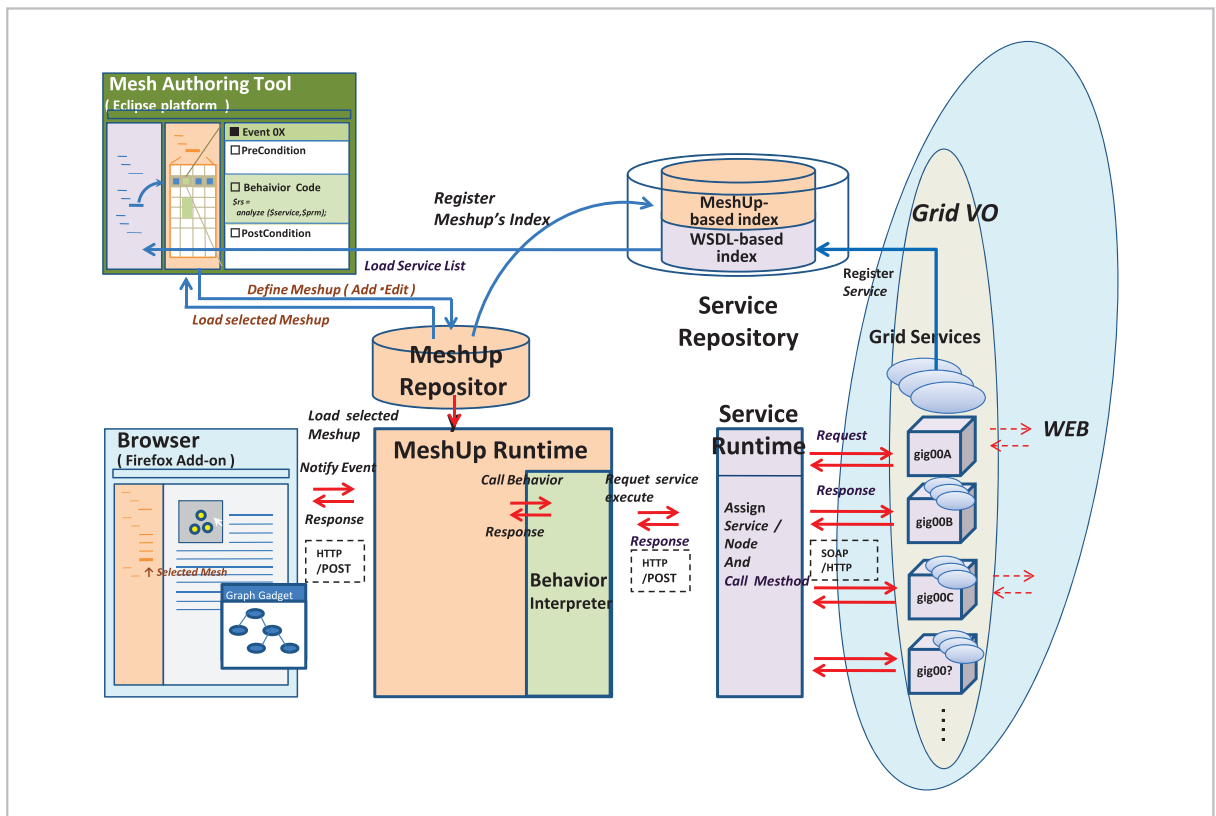 Mesh Authoring Tool
( Eclipse platform )
Event 0X
PreCondition
Behaivior Code
$rs =
analyze ($service,$prm);
PostCondition
Register
Meshup's Index
MeshUp-
based index
WSDL-based
index
Grid VO
Load Service List
Register
Service
Define Meshup ( Add・Edit )
Load selected Meshup
Service
Repository
Grid Services
MeshUp
Repositor
y
Load selected
Meshup
Browser
( Firefox Add-on )
Notify Event
Response
HTTP
/POST
↑ Selected Mesh
Graph Gadget
MeshUp Runtime
Call Behavior
Response
Behavior
Interpreter
Requet service
execute
Response
HTTP
/POST
Service
Runtime
Assign
Service /
Node
And
Call Mesthod
Request
Response
SOAP
/HTTP
gig00A
gig00B
gig00C
gig00?
WEB